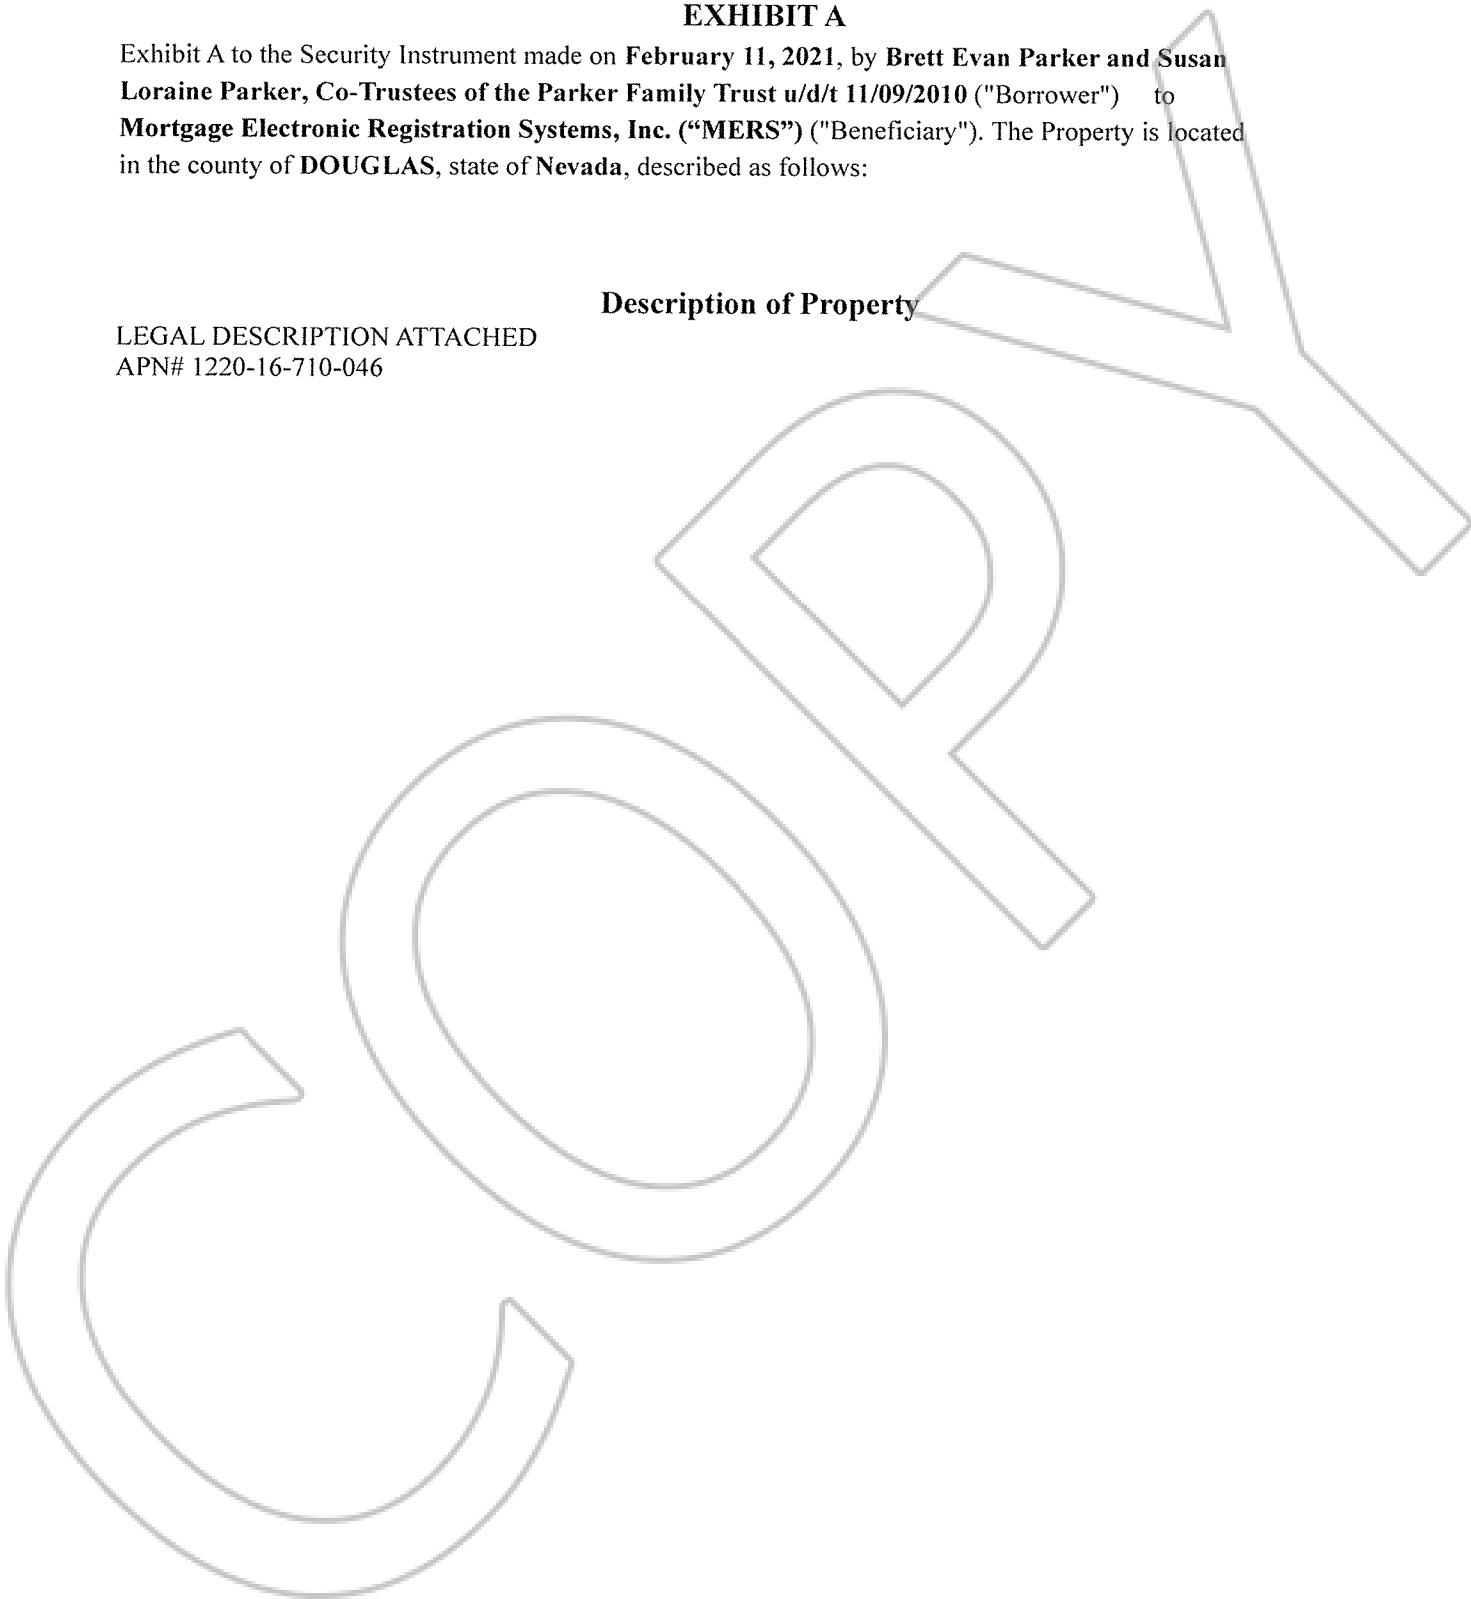 EXHIBIT A
Exhibit A to the Security Instrument made on February 11, 2021, by Brett Evan Parker and Susan
Loraine Parker, Co-Trustees of the Parker Family Trust u/d/t 11/09/2010 ("Borrower") to
Mortgage Electronic Registration Systems, Inc. (“MERS”) ("Beneficiary"). The Property is located
in the county of DOUGLAS, state of Nevada, described as follows:
Description of Property
LEGAL DESCRIPTION ATTACHED
APN# 1220-16-710-046
COPY